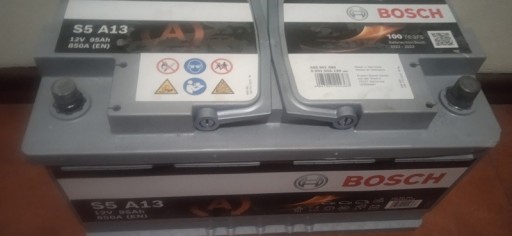 S5 A13
12V 95Ah
850A (EN)
BOSCH
100 Years
BOSCH
S5 A13
12V 95Ah
850A (EN)